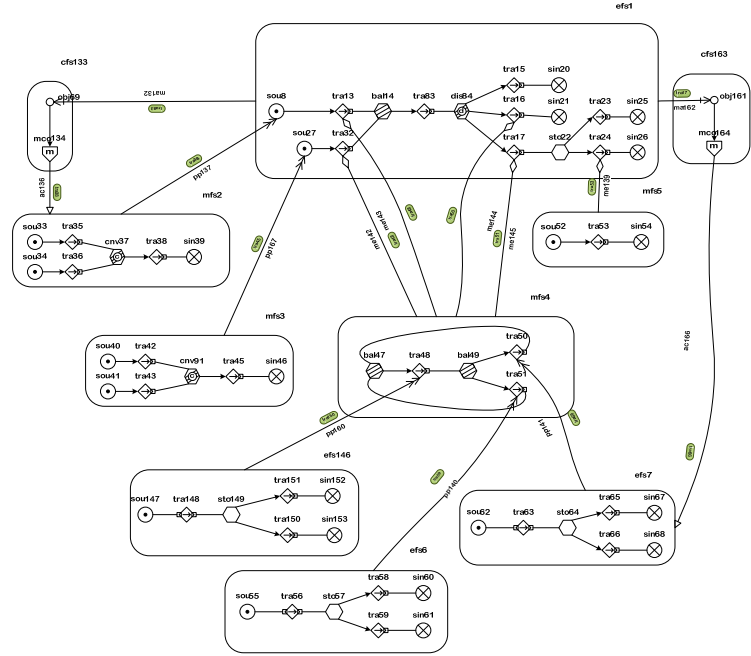 efs1
cfs133
cfs163
tra15
sin20
obj69
ma132
sou8
tra13
bal14
tra83
dis84
tra16
sin21
tra23
sin25
obj161
ma162
mco134
sou27
tra32
tra17
sto22
tra24
sin26
mco164
m
m
ac136
pp137
me139
mfs2
mfs5
sou33
tra35
cnv37
tra38
sin39
sou34
tra36
pp167
me142
me143
me144
me145
sou52
tra53
sin54
mfs3
mfs4
sou40
tra42
cnv91
tra45
sin46
sou41
tra43
bal47
tra48
bal49
tra50
tra51
ac166
pp160
pp140
pp141
efs146
efs7
sou147
tra148
sto149
tra151
sin152
tra150
sin153
sou62
tra63
sto64
tra65
sin67
tra66
sin68
efs6
sou55
tra56
sto57
tra58
sin60
tra59
sin61